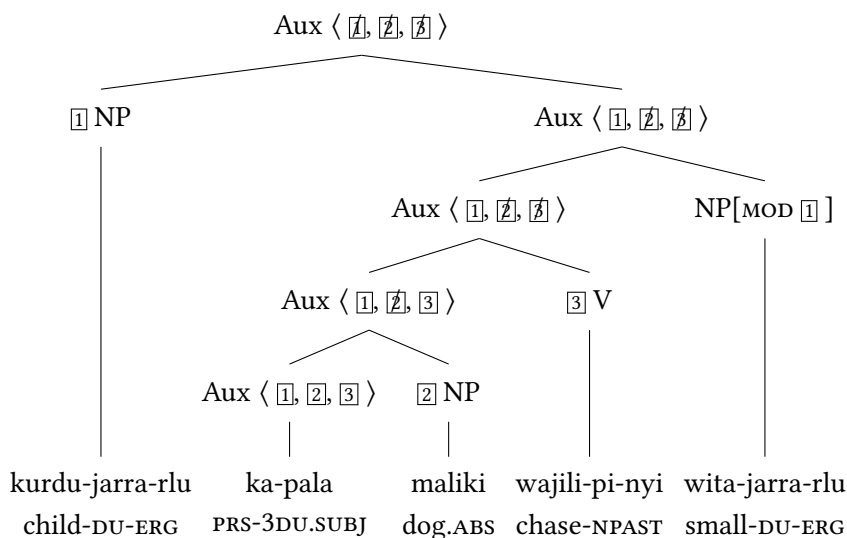 Aux ⟨ 1̸, 2̸, 3̸ ⟩
1 NP
Aux ⟨ 1, 2̸, 3̸ ⟩
Aux ⟨ 1, 2̸, 3̸ ⟩
NP[MOD 1 ]
Aux ⟨ 1, 2̸, 3 ⟩
3 V
Aux ⟨ 1, 2, 3 ⟩
2 NP
kurdu-jarra-rlu ka-pala maliki wajili-pi-nyi wita-jarra-rlu
child-DU-ERG PRS-3DU.SUBJ dog.ABS chase-NPAST small-DU-ERG